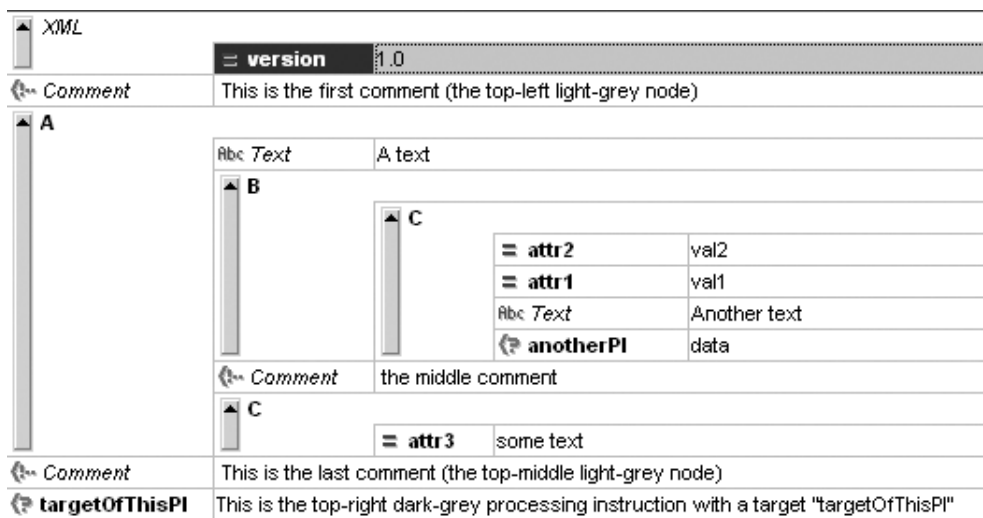 XML
= version 1.0
Comment This is the first comment (the top-left light-grey node)
A
Abc Text A text
B
C
= attr2 val2
= attr1 val1
Abc Text Another text
<? anotherPI data
<!-- Comment the middle comment
C
= attr3 some text
<!-- Comment This is the last comment (the top-middle light-grey node)
<? targetOfThisPI This is the top-right dark-grey processing instruction with a target "targetOfThisPI"